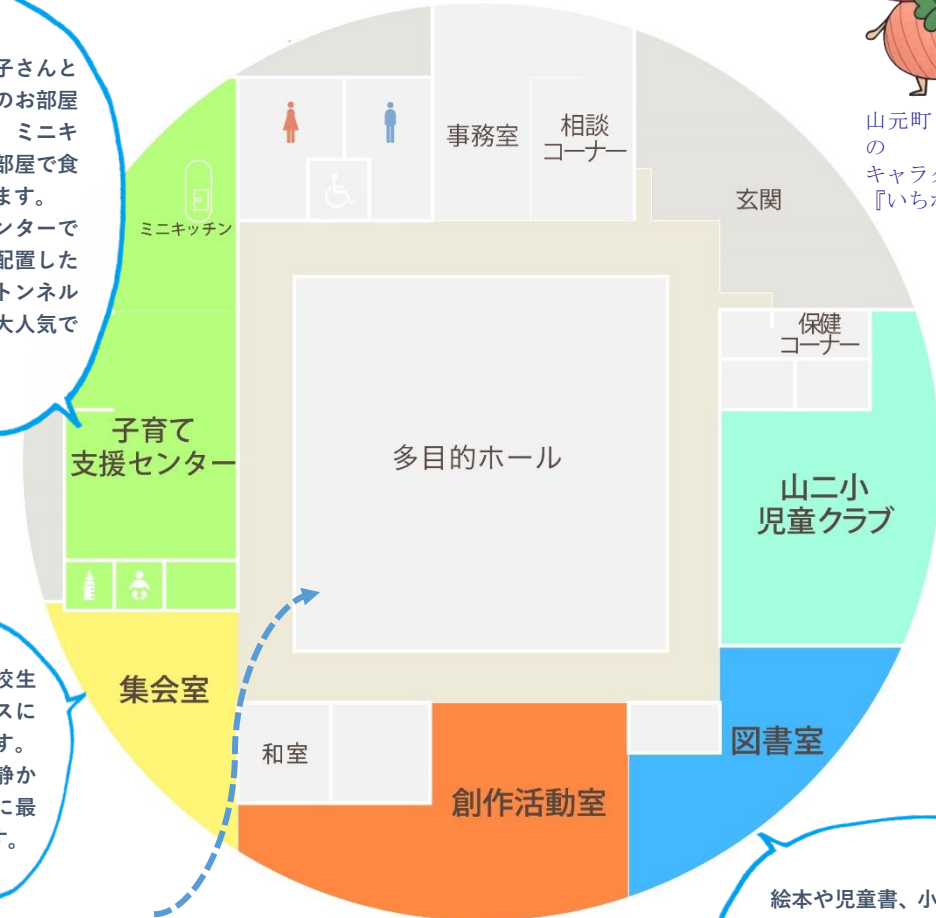 子さんと
のお部屋
ミニキ
部屋で食
ます。
ンターで
配置した
トンネル
大人気で
事務室
相談
コーナー
山元町
の
キャラク
『いち
玄関
ミニキッチン
保健
コーナー
子育て
支援センター
多目的ホール
山二小
児童クラブ
校生
スに
す。
静か
に最
す。
集会室
和室
創作活動室
図書室
絵本や児童書、小